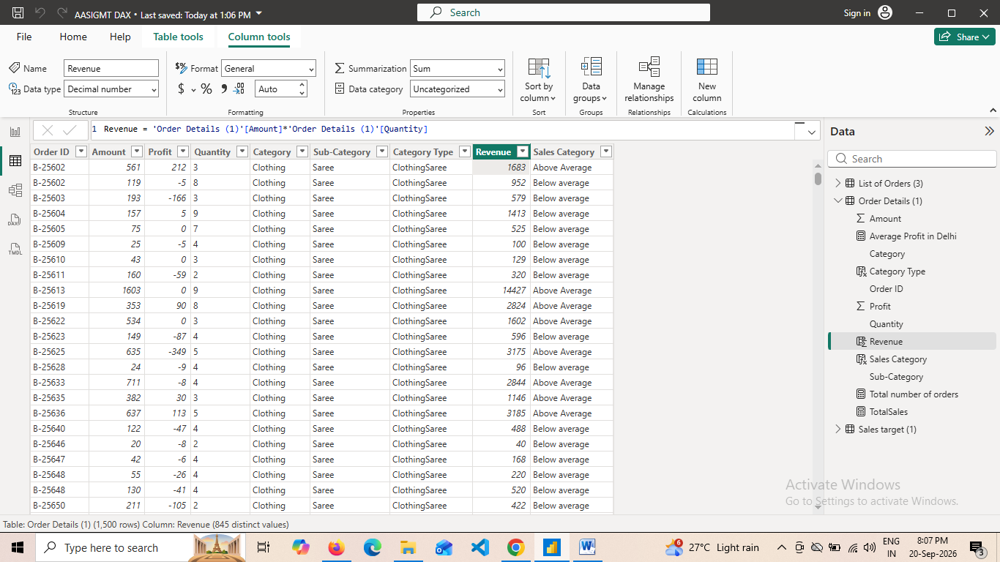 AASIGMT DAX • Last saved: Today at 1:06 PM
Search
Sign in
File Home Help Table tools Column tools
Share
Name Revenue
Data type Decimal number
Structure
Format General
$ % Auto
Formatting
Summarization Sum
Data category Uncategorized
Properties
Sort by column
Sort
Data groups
Groups
Manage relationships
Relationships
New column
Calculations
1 Revenue = 'Order Details (1)'[Amount]*'Order Details (1)'[Quantity]
Order ID Amount Profit Quantity Category Sub-Category Category Type Revenue Sales Category
B-25602 561 212 3 Clothing Saree ClothingSaree 1683 Above Average
B-25602 119 -5 8 Clothing Saree ClothingSaree 952 Below average
B-25603 193 -166 3 Clothing Saree ClothingSaree 579 Below average
B-25604 157 5 9 Clothing Saree ClothingSaree 1413 Below average
B-25605 75 0 7 Clothing Saree ClothingSaree 525 Below average
B-25609 25 -5 4 Clothing Saree ClothingSaree 100 Below average
B-25610 43 0 3 Clothing Saree ClothingSaree 129 Below average
B-25611 160 -59 2 Clothing Saree ClothingSaree 320 Below average
B-25613 1603 0 9 Clothing Saree ClothingSaree 14427 Above Average
B-25619 353 90 8 Clothing Saree ClothingSaree 2824 Above Average
B-25622 534 0 3 Clothing Saree ClothingSaree 1602 Above Average
B-25623 149 -87 4 Clothing Saree ClothingSaree 596 Below average
B-25625 635 -349 5 Clothing Saree ClothingSaree 3175 Above Average
B-25628 24 -9 4 Clothing Saree ClothingSaree 96 Below average
B-25633 711 -8 4 Clothing Saree ClothingSaree 2844 Above Average
B-25635 382 30 3 Clothing Saree ClothingSaree 1146 Above Average
B-25636 637 113 5 Clothing Saree ClothingSaree 3185 Above Average
B-25640 122 -47 4 Clothing Saree ClothingSaree 488 Below average
B-25646 20 -8 2 Clothing Saree ClothingSaree 40 Below average
B-25647 42 -6 4 Clothing Saree ClothingSaree 168 Below average
B-25648 55 -26 4 Clothing Saree ClothingSaree 220 Below average
B-25648 130 -41 4 Clothing Saree ClothingSaree 520 Below average
B-25650 211 -105 2 Clothing Saree ClothingSaree 422 Below average
DAX
TMDL
Data
Search
List of Orders (3)
Order Details (1)
Amount
Average Profit in Delhi
Category
Category Type
Order ID
Profit
Quantity
Revenue
Sales Category
Sub-Category
Total number of orders
TotalSales
Sales target (1)
Activate Windows
Go to Settings to activate Windows.
Table: Order Details (1) (1,500 rows) Column: Revenue (845 distinct values)
Type here to search
6
27°C Light rain
ENG
IN
8:07 PM
20-Sep-2026
3